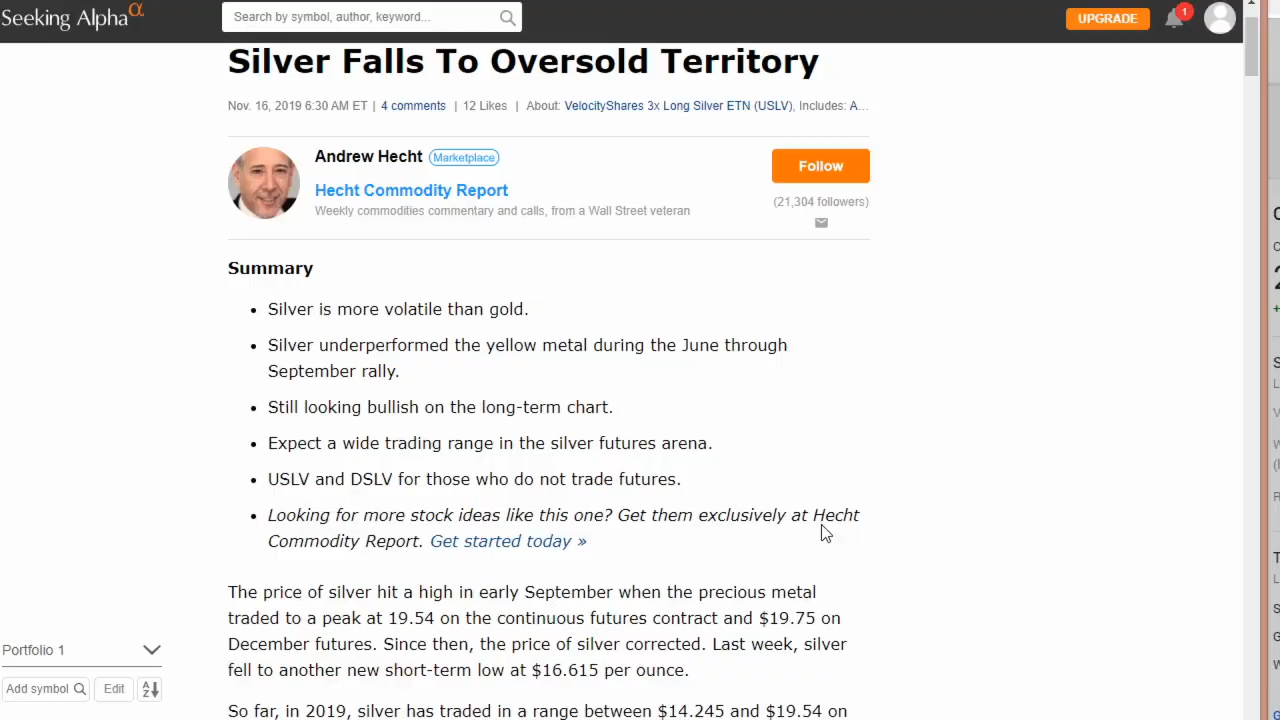 Seeking Alpha α
Search by symbol, author, keyword...
UPGRADE
1
Silver Falls To Oversold Territory
Nov. 16, 2019 6:30 AM ET | 4 comments | 12 Likes | About: VelocityShares 3x Long Silver ETN (USLV), Includes: A...
Andrew Hecht Marketplace
Hecht Commodity Report
Weekly commodities commentary and calls, from a Wall Street veteran
Follow
(21,304 followers)
Summary
• Silver is more volatile than gold.
• Silver underperformed the yellow metal during the June through
September rally.
• Still looking bullish on the long-term chart.
• Expect a wide trading range in the silver futures arena.
• USLV and DSLV for those who do not trade futures.
• Looking for more stock ideas like this one? Get them exclusively at Hecht
Commodity Report. Get started today »
The price of silver hit a high in early September when the precious metal
traded to a peak at 19.54 on the continuous futures contract and $19.75 on
December futures. Since then, the price of silver corrected. Last week, silver
fell to another new short-term low at $16.615 per ounce.
So far, in 2019, silver has traded in a range between $14.245 and $19.54 on
Portfolio 1
Add symbol
Edit
A Z